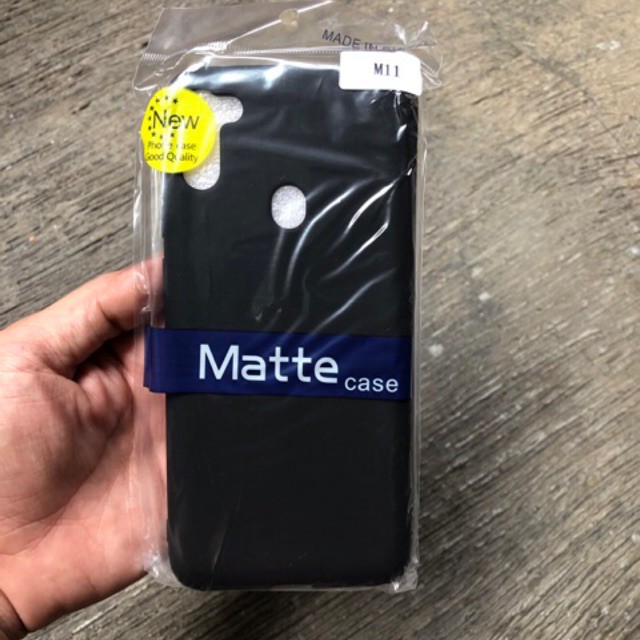 MADE IN
M11
New
Phone case
Good Quality
Matte case